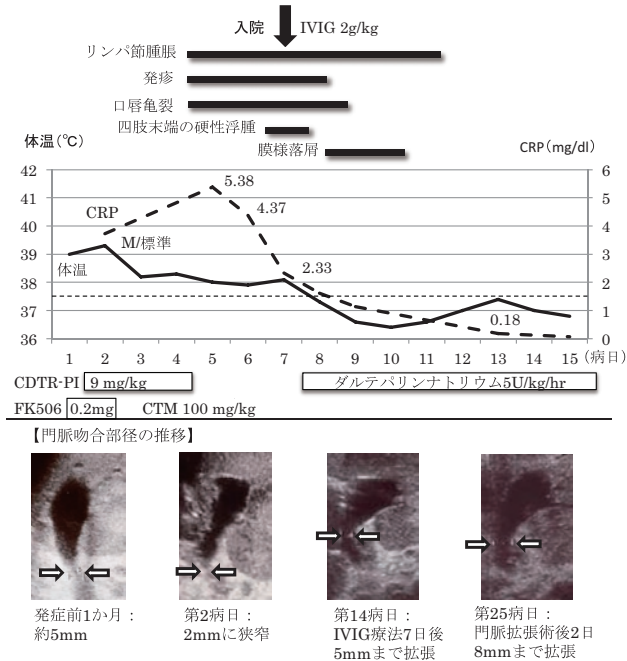 入院 IVIG 2g/kg
リンパ節腫脹
発疹
口唇亀裂
四肢末端の硬性浮腫
膜様落屑
体温(℃)
CRP(mg/dl)
42 6
41 5
40 4
39 3
38 2
37 1
36 0
5.38
4.37
CRP
M/標準
体温
2.33
0.18
1 2 3 4 5 6 7 8 9 10 11 12 13 14 15 (病日)
CDTR-PI 9 mg/kg ダルテパリンナトリウム5U/kg/hr
FK506 0.2mg CTM 100 mg/kg
【門脈吻合部径の推移】
発症前1か月：
約5mm
第2病日：
2mmに狭窄
第14病日：
IVIG療法7日後
5mmまで拡張
第25病日：
門脈拡張術後2日
8mmまで拡張